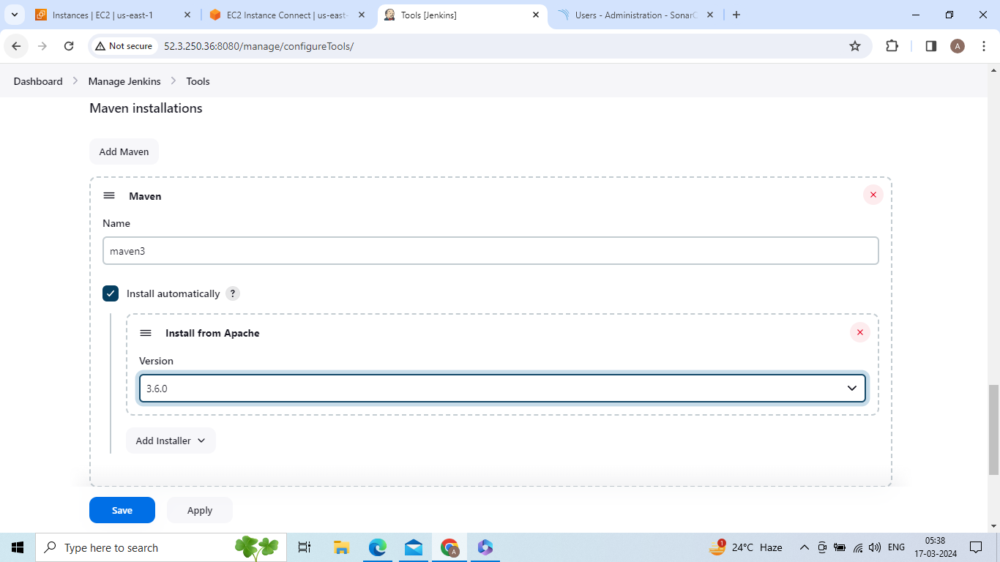 Instances | EC2 | us-east-1
EC2 Instance Connect | us-east-
Tools [Jenkins]
Users - Administration - SonarQ
Not secure
52.3.250.36:8080/manage/configureTools/
A
Dashboard
Manage Jenkins
Tools
Maven installations
Add Maven
Maven
Name
maven3
Install automatically
?
Install from Apache
Version
3.6.0
Add Installer
Save
Apply
Type here to search
A
1
24°C Haze
ENG
05:38
17-03-2024